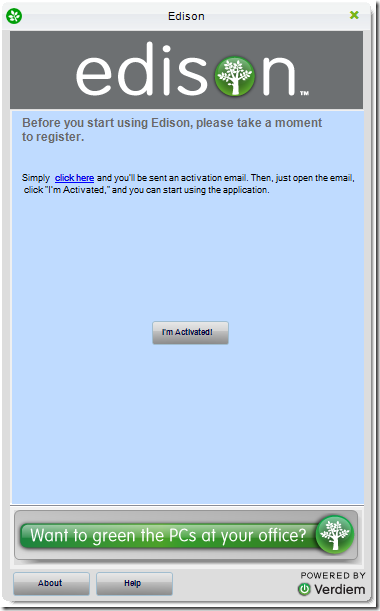 Edison
edison™
Before you start using Edison, please take a moment
to register.
Simply click here and you'll be sent an activation email. Then, just open the email,
click "I'm Activated," and you can start using the application.
I'm Activated!
Want to green the PCs at your office?
About
Help
POWERED BY
Verdiem